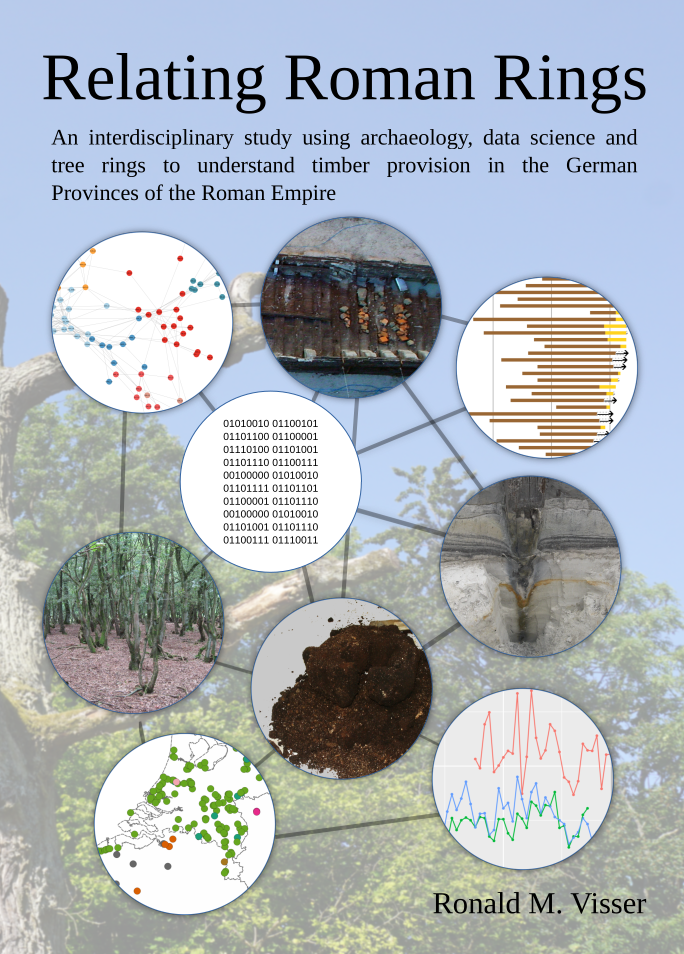 Relating Roman Rings
An interdisciplinary study using archaeology, data science and
tree rings to understand timber provision in the German
Provinces of the Roman Empire
01010010 01100101
01101100 01100001
01110100 01101001
01101110 01100111
00100000 01010010
01101111 01101101
01100001 01101110
00100000 01010010
01101001 01101110
01100111 01110011
Ronald M. Visser